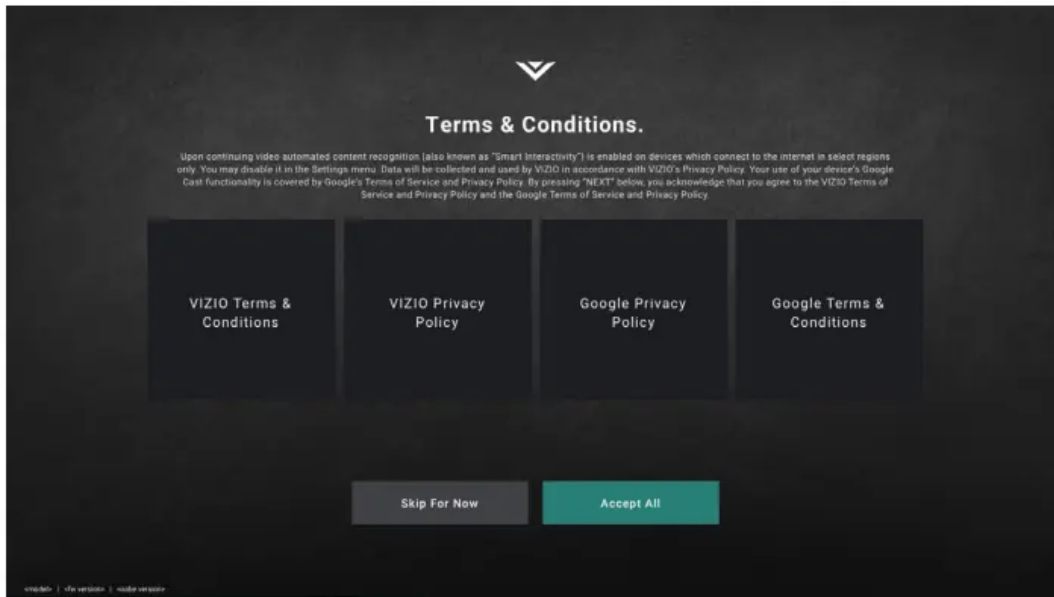 Terms & Conditions.
Upon continuing video automated content recognition (also known as "Smart Interactivity") is enabled on devices which connect to the internet in select regions
only. You may disable it in the Settings menu. Data will be collected and used by VIZIO in accordance with VIZIO's Privacy Policy. Your use of your device's Google
Cast functionality is covered by Google's Terms of Service and Privacy Policy. By pressing "NEXT" below, you acknowledge that you agree to the VIZIO Terms of
Service and Privacy Policy and the Google Terms of Service and Privacy Policy.
VIZIO Terms &
Conditions
VIZIO Privacy
Policy
Google Privacy
Policy
Google Terms &
Conditions
Skip For Now
Accept All
<model> | <fw version> | <oobe version>